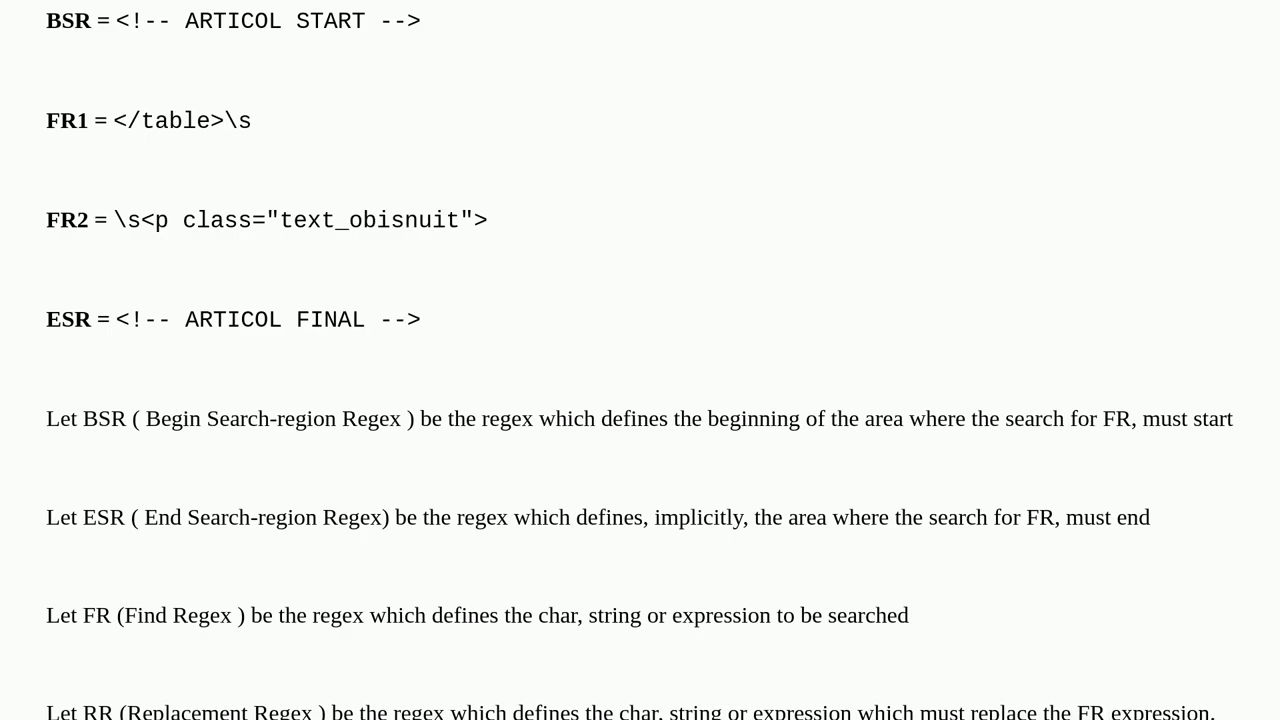 BSR = <!-- ARTICOL START -->
FR1 = </table>\s
FR2 = \s<p class="text_obisnuit">
ESR = <!-- ARTICOL FINAL -->
Let BSR ( Begin Search-region Regex ) be the regex which defines the beginning of the area where the search for FR, must start
Let ESR ( End Search-region Regex) be the regex which defines, implicitly, the area where the search for FR, must end
Let FR (Find Regex ) be the regex which defines the char, string or expression to be searched
Let RR (Replacement Regex ) be the regex which defines the char, string or expression which must replace the FR expression.